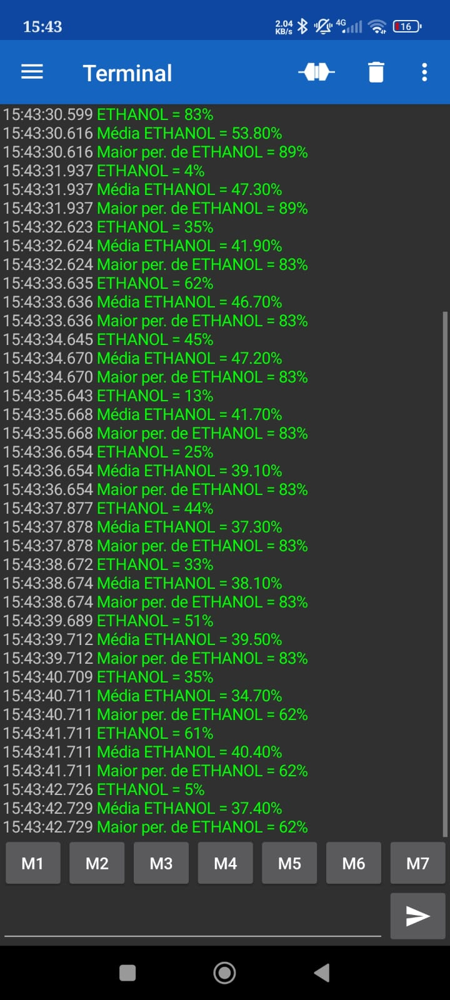 15:43
2.04 KB/s 4G 16
Terminal
15:43:30.599 ETHANOL = 83%
15:43:30.616 Média ETHANOL = 53.80%
15:43:30.616 Maior per. de ETHANOL = 89%
15:43:31.937 ETHANOL = 4%
15:43:31.937 Média ETHANOL = 47.30%
15:43:31.937 Maior per. de ETHANOL = 89%
15:43:32.623 ETHANOL = 35%
15:43:32.624 Média ETHANOL = 41.90%
15:43:32.624 Maior per. de ETHANOL = 83%
15:43:33.635 ETHANOL = 62%
15:43:33.636 Média ETHANOL = 46.70%
15:43:33.636 Maior per. de ETHANOL = 83%
15:43:34.645 ETHANOL = 45%
15:43:34.670 Média ETHANOL = 47.20%
15:43:34.670 Maior per. de ETHANOL = 83%
15:43:35.643 ETHANOL = 13%
15:43:35.668 Média ETHANOL = 41.70%
15:43:35.668 Maior per. de ETHANOL = 83%
15:43:36.654 ETHANOL = 25%
15:43:36.654 Média ETHANOL = 39.10%
15:43:36.654 Maior per. de ETHANOL = 83%
15:43:37.877 ETHANOL = 44%
15:43:37.878 Média ETHANOL = 37.30%
15:43:37.878 Maior per. de ETHANOL = 83%
15:43:38.672 ETHANOL = 33%
15:43:38.674 Média ETHANOL = 38.10%
15:43:38.674 Maior per. de ETHANOL = 83%
15:43:39.689 ETHANOL = 51%
15:43:39.712 Média ETHANOL = 39.50%
15:43:39.712 Maior per. de ETHANOL = 83%
15:43:40.709 ETHANOL = 35%
15:43:40.711 Média ETHANOL = 34.70%
15:43:40.711 Maior per. de ETHANOL = 62%
15:43:41.711 ETHANOL = 61%
15:43:41.711 Média ETHANOL = 40.40%
15:43:41.711 Maior per. de ETHANOL = 62%
15:43:42.726 ETHANOL = 5%
15:43:42.729 Média ETHANOL = 37.40%
15:43:42.729 Maior per. de ETHANOL = 62%
M1 M2 M3 M4 M5 M6 M7